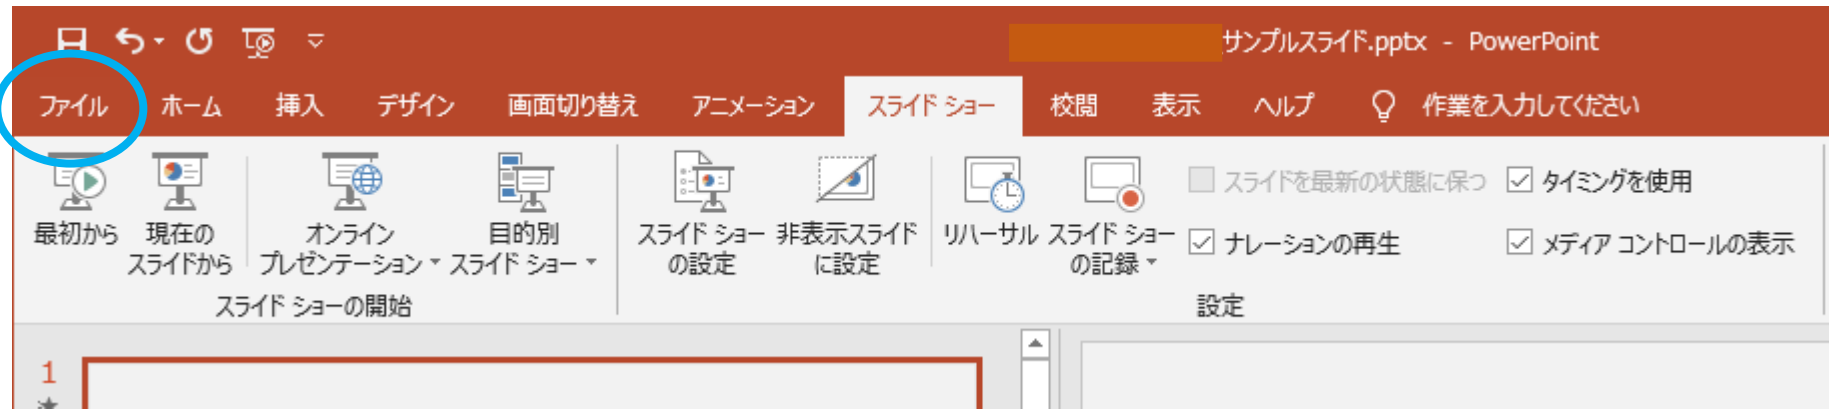 サンプルスライド.pptx - PowerPoint
ファイル ホーム 挿入 デザイン 画面切り替え アニメーション スライド ショー 校閲 表示 ヘルプ 作業を入力してください
最初から
現在の
スライドから
オンライン
プレゼンテーション
目的別
スライド ショー
スライド ショーの開始
スライド ショー
の設定
非表示スライド
に設定
リハーサル
スライド ショー
の記録
スライドを最新の状態に保つ
タイミングを使用
ナレーションの再生
メディア コントロールの表示
設定
1